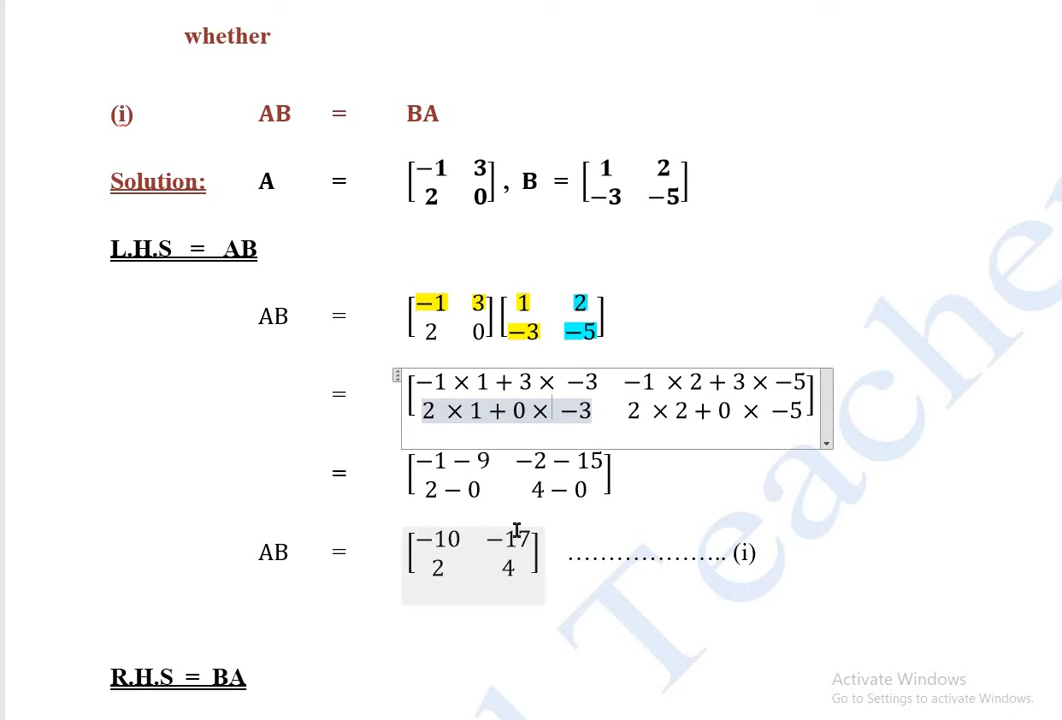 whether
(i) AB = BA
Solution: A = [−1 3 2 0], B = [1 2 −3 −5]
L.H.S = AB
AB = [−1 3 2 0][1 2 −3 −5]
= [−1 × 1 + 3 × −3 −1 × 2 + 3 × −5
2 × 1 + 0 × −3 2 × 2 + 0 × −5]
= [−1 − 9 −2 − 15
2 − 0 4 − 0]
AB = [−10 −17 2 4] ………………….. (i)
R.H.S = BA
Teacher
Activate Windows
Go to Settings to activate Windows.